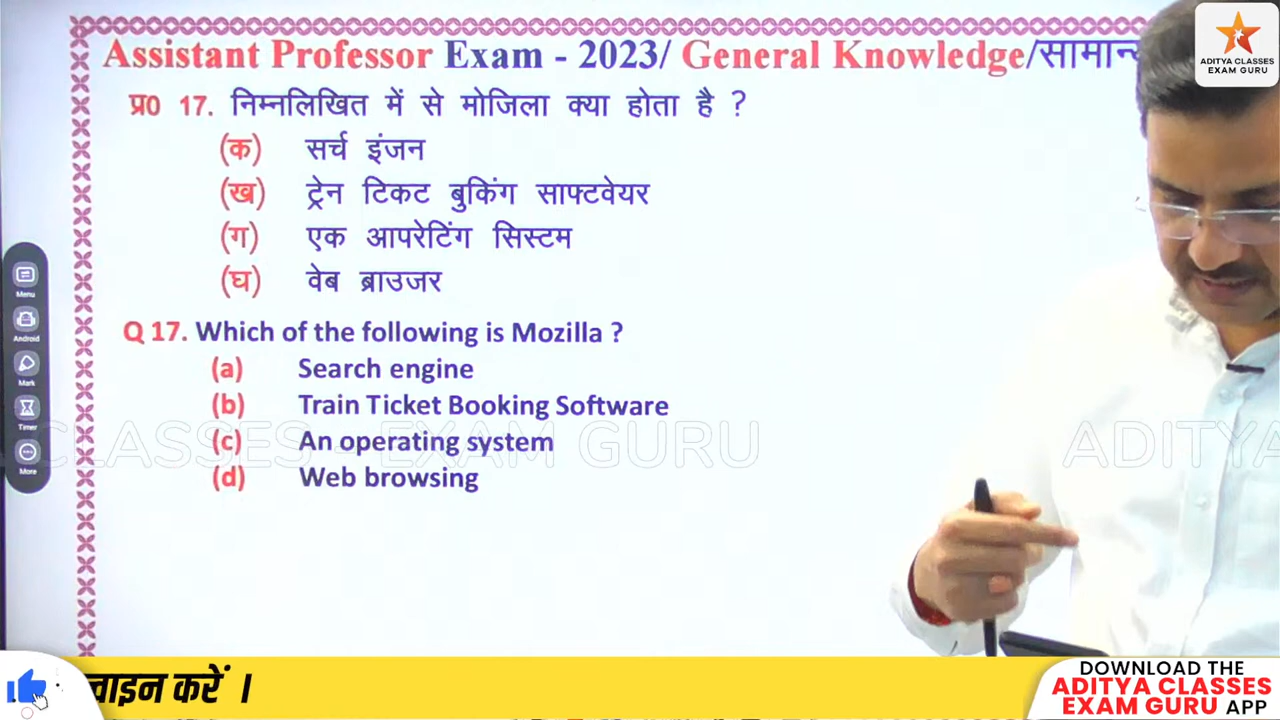 Assistant Professor Exam - 2023/ General Knowledge/
प्र0 17. निम्नलिखित में से मोजिला क्या होता है ?
(क) सर्च इंजन
(ख) ट्रेन टिकट बुकिंग साफ्टवेयर
(ग) एक आपरेटिंग सिस्टम
(घ) वेब ब्राउजर
Q 17. Which of the following is Mozilla ?
(a) Search engine
(b) Train Ticket Booking Software
(c) An operating system
(d) Web browsing
CLASSES - EXAM GURU
ADITYA
Menu
Android
Mark
Timer
More
ADITYA CLASSES
EXAM GURU
करें ।
DOWNLOAD THE
ADITYA CLASSES
EXAM GURU APP